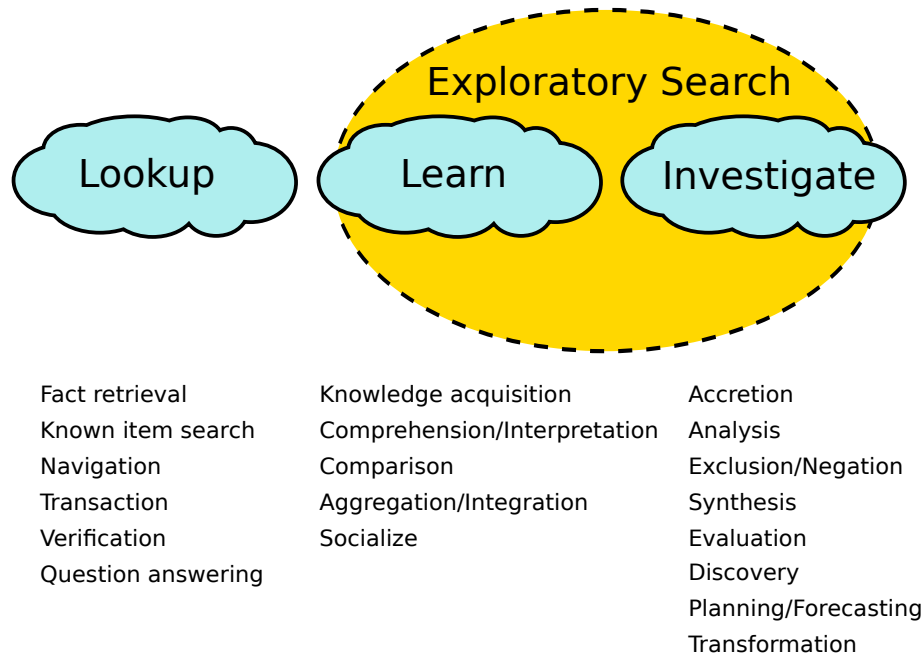 Exploratory Search
Lookup
Learn
Investigate
Fact retrieval
Known item search
Navigation
Transaction
Verification
Question answering
Knowledge acquisition
Comprehension/Interpretation
Comparison
Aggregation/Integration
Socialize
Accretion
Analysis
Exclusion/Negation
Synthesis
Evaluation
Discovery
Planning/Forecasting
Transformation